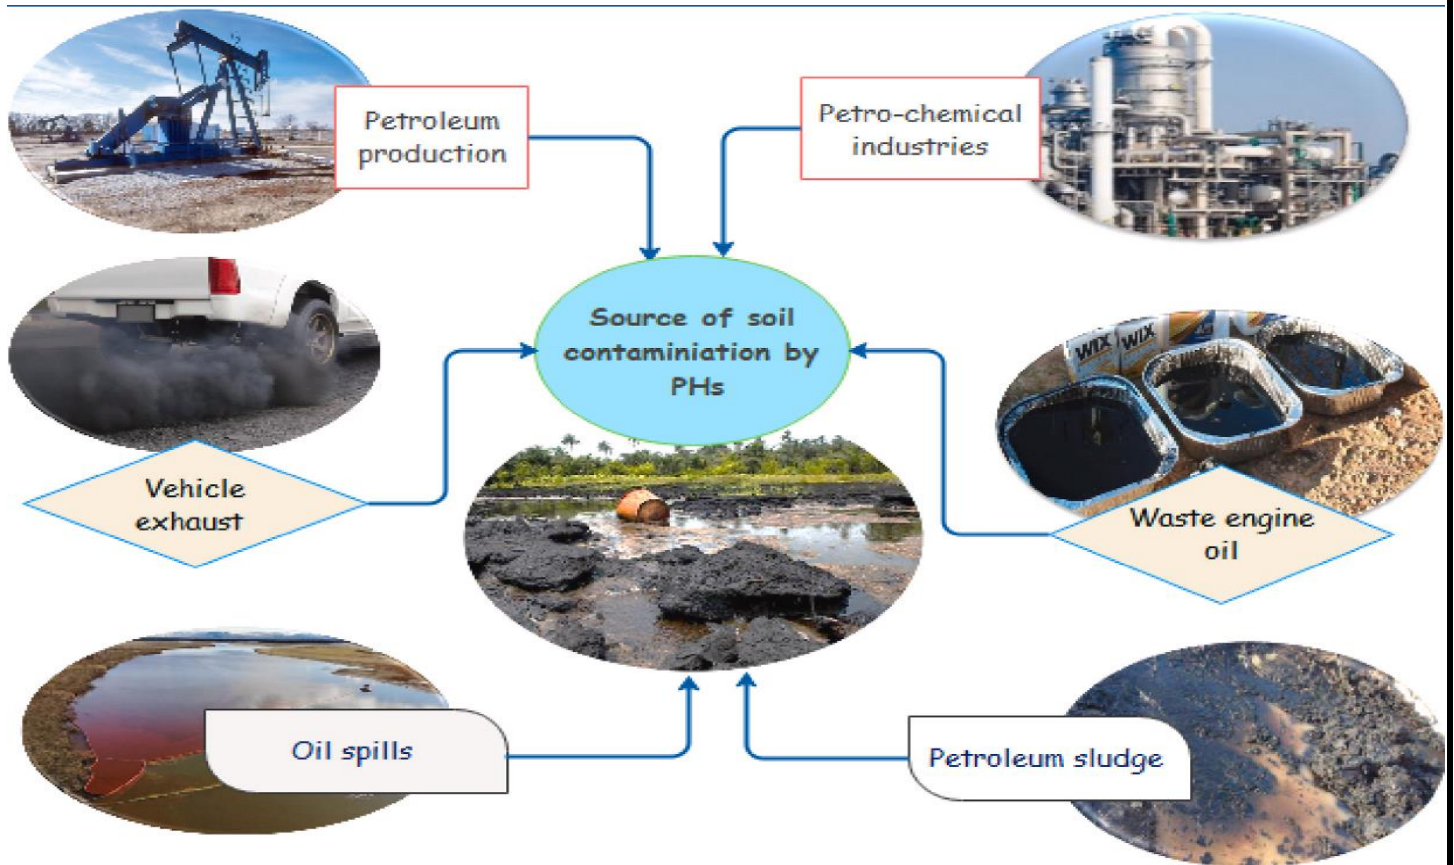 Petroleum
production
Petro-chemical
industries
Source of soil
contaminiation by
PHs
WIX
WIX
Vehicle
exhaust
Waste engine
oil
Oil spills
Petroleum sludge